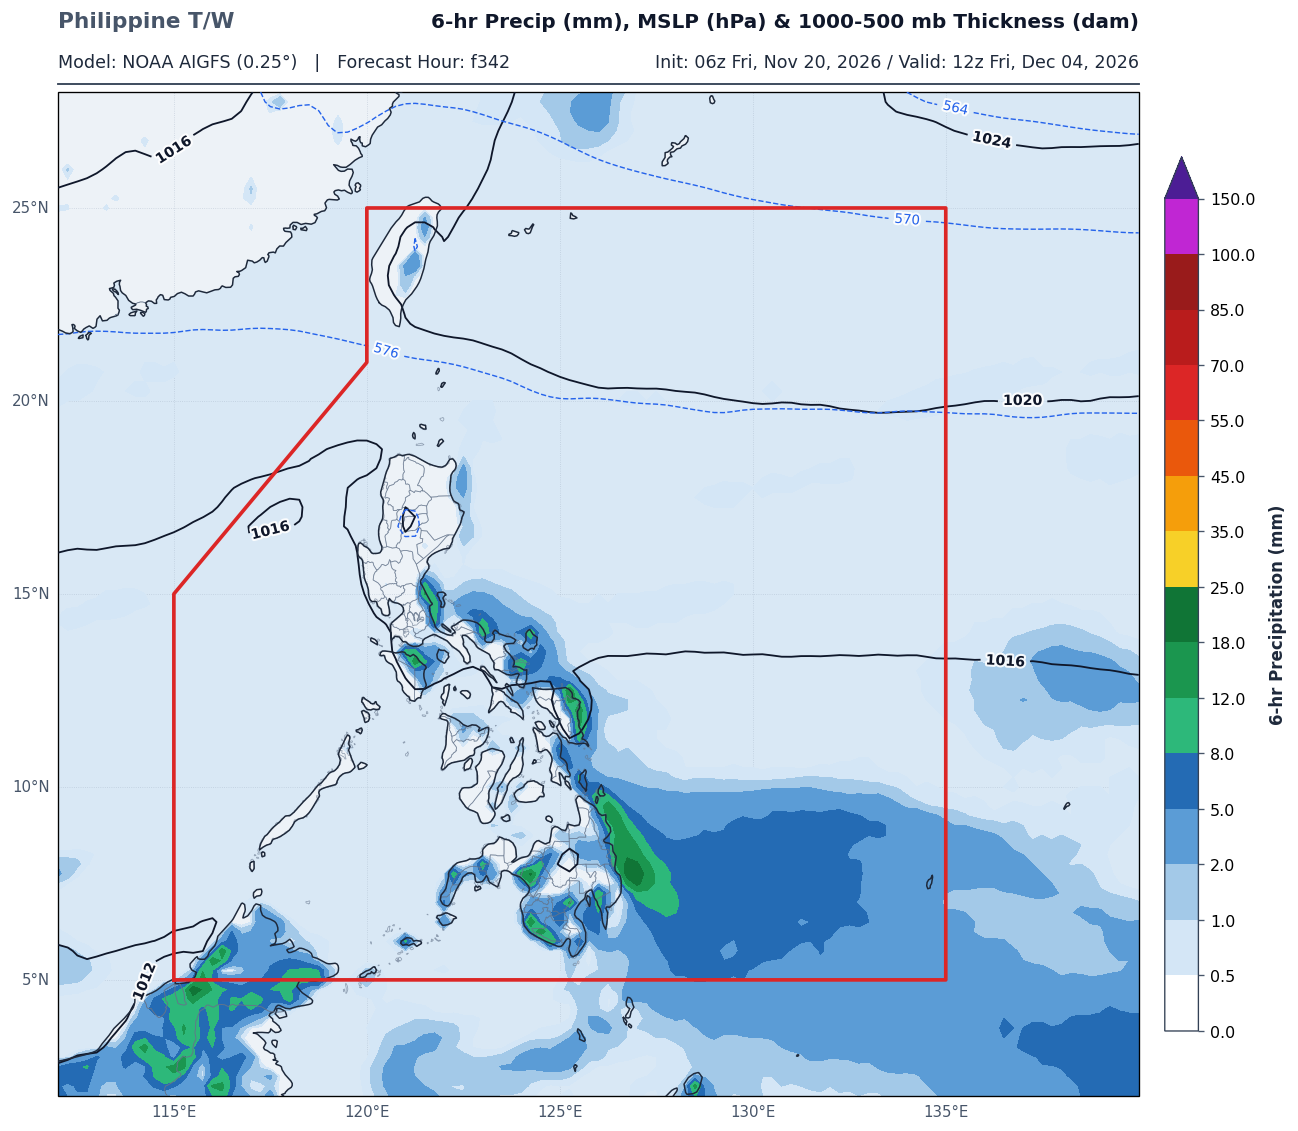 Philippine T/W
6-hr Precip (mm), MSLP (hPa) & 1000-500 mb Thickness (dam)
Model: NOAA AIGFS (0.25°) | Forecast Hour: f342
Init: 06z Fri, Nov 20, 2026 / Valid: 12z Fri, Dec 04, 2026
564
1016
1024
25°N
570
576
20°N
1020
1016
15°N
1016
10°N
1012
5°N
115°E
120°E
125°E
130°E
135°E
150.0
100.0
85.0
70.0
55.0
45.0
35.0
25.0
18.0
12.0
8.0
5.0
2.0
1.0
0.5
0.0
6-hr Precipitation (mm)